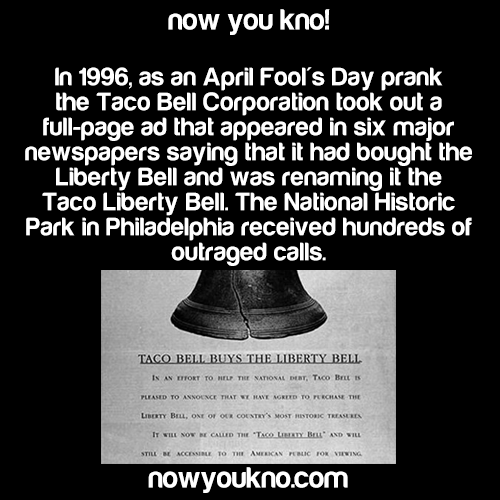 now you kno!
In 1996, as an April Fool's Day prank
the Taco Bell Corporation took out a
full-page ad that appeared in six major
newspapers saying that it had bought the
Liberty Bell and was renaming it the
Taco Liberty Bell. The National Historic
Park in Philadelphia received hundreds of
outraged calls.
TACO BELL BUYS THE LIBERTY BELL
IN AN EFFORT TO HELP THE NATIONAL DEBT, TACO BELL IS
PLEASED TO ANNOUNCE THAT WE HAVE AGREED TO PURCHASE THE
LIBERTY BELL, ONE OF OUR COUNTRY'S MOST HISTORIC TREASURES.
IT WILL NOW BE CALLED THE "TACO LIBERTY BELL" AND WILL
STILL BE ACCESSIBLE TO THE AMERICAN PUBLIC FOR VIEWING.
nowyoukno.com